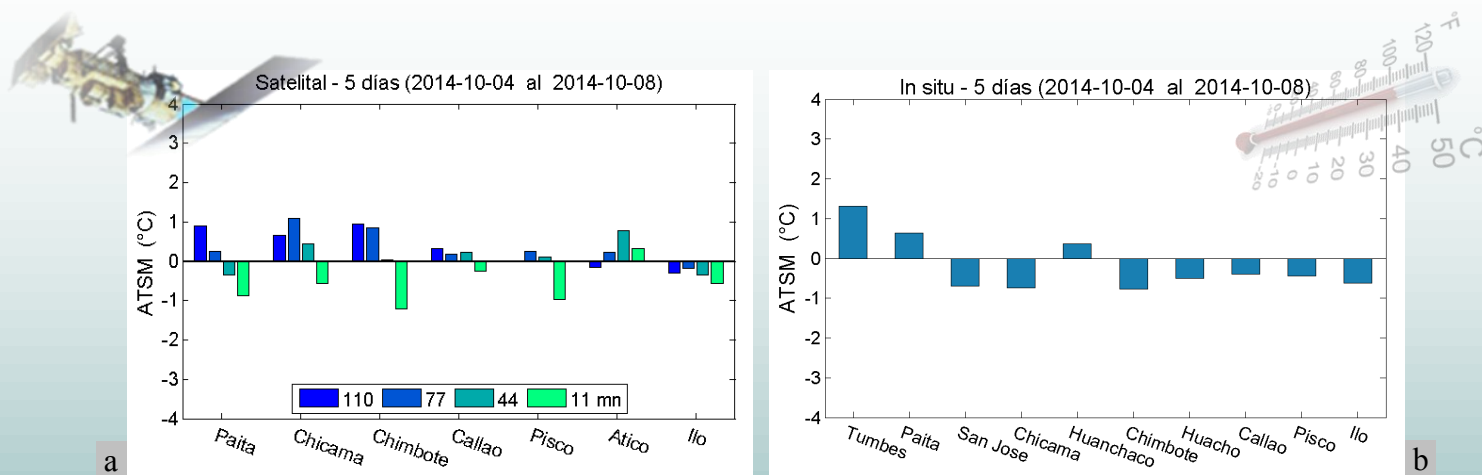 Satelital - 5 días (2014-10-04 al 2014-10-08)
4
3
2
1
0
-1
-2
-3
-4
ATSM (°C)
110 77 44 11 mn
Paita Chicama Chimbote Callao Pisco Atico Ilo
a
In situ - 5 días (2014-10-04 al 2014-10-08)
4
3
2
1
0
-1
-2
-3
-4
ATSM (°C)
Tumbes Paita San Jose Chicama Huanchaco Chimbote Huacho Callao Pisco Ilo
b
°F
120
100
80
60
°C
-20 -10 0 10 20 30 40 50